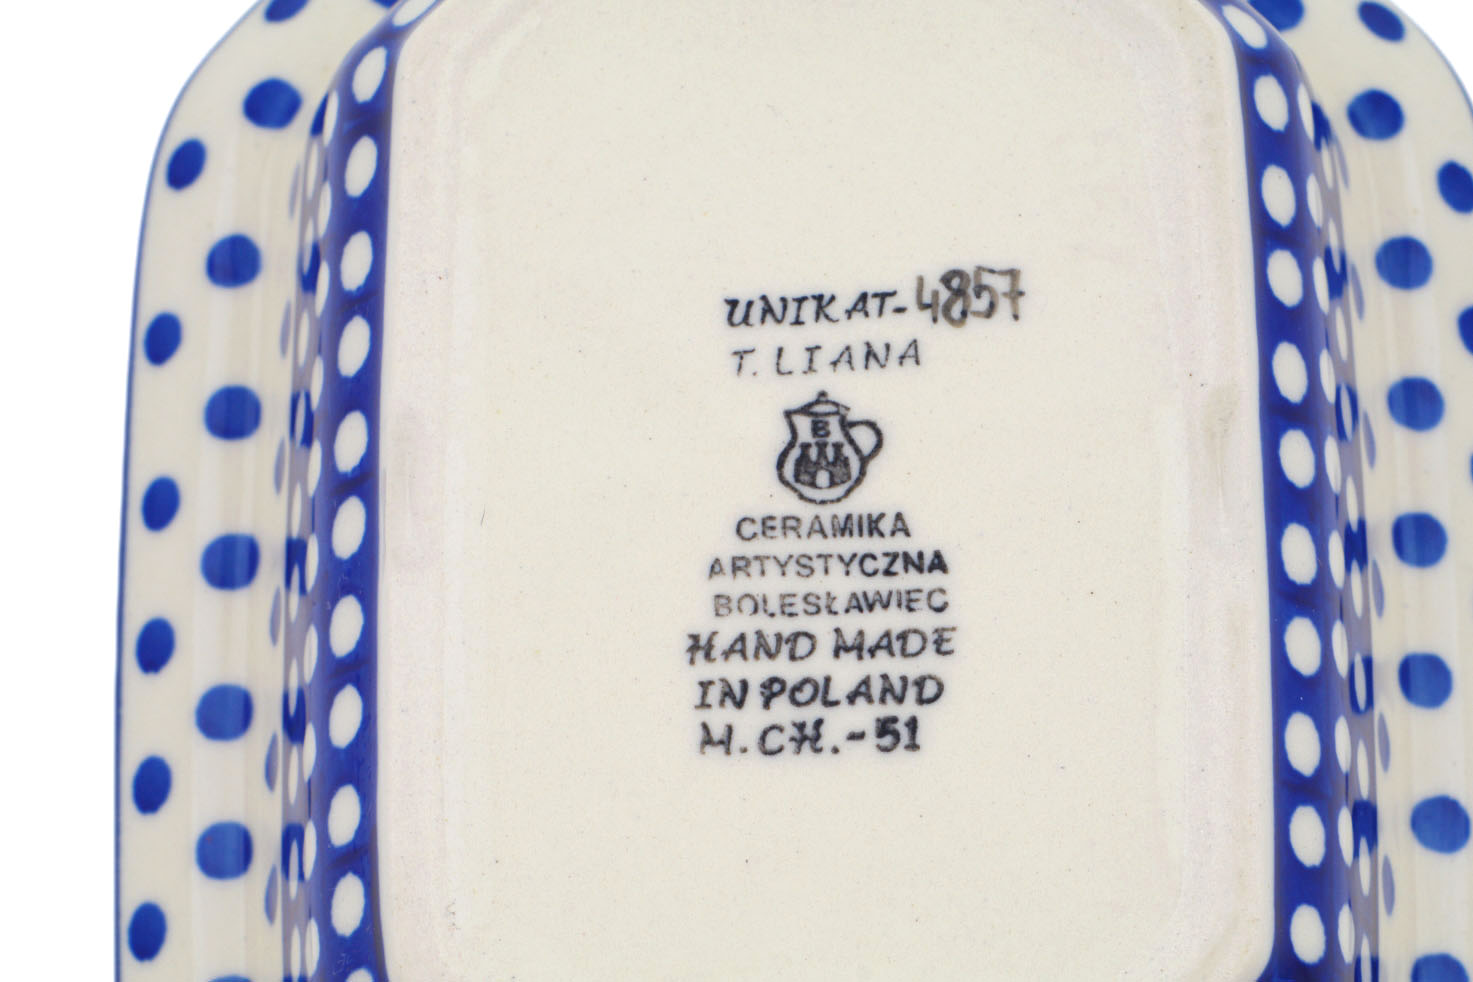 UNIKAT-4857
T. LIANA
B
CERAMIKA
ARTYSTYCZNA
BOLESŁAWIEC
HAND MADE
IN POLAND
M.CH.-51